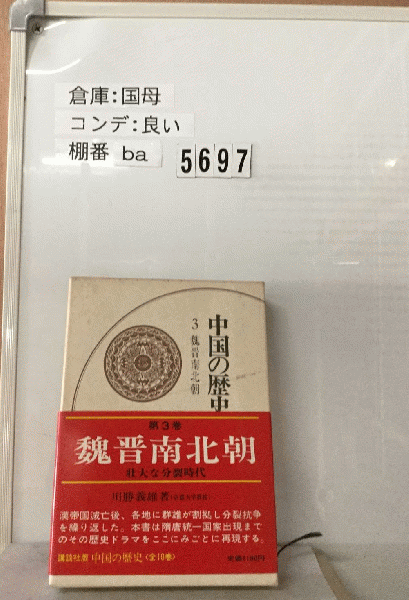 倉庫:国母
コンデ:良い
棚番 ba
5697
中国の歴史
3 魏晋南北朝
第3巻
魏晋南北朝
壮大な分裂時代
川勝義雄著
漢帝国滅亡後、各地に群雄が割拠し分裂抗争
を繰り返した。本書は隋唐統一国家出現まで
のその歴史ドラマをここにみごとに再現する。
講談社版 中国の歴史〈全10巻〉